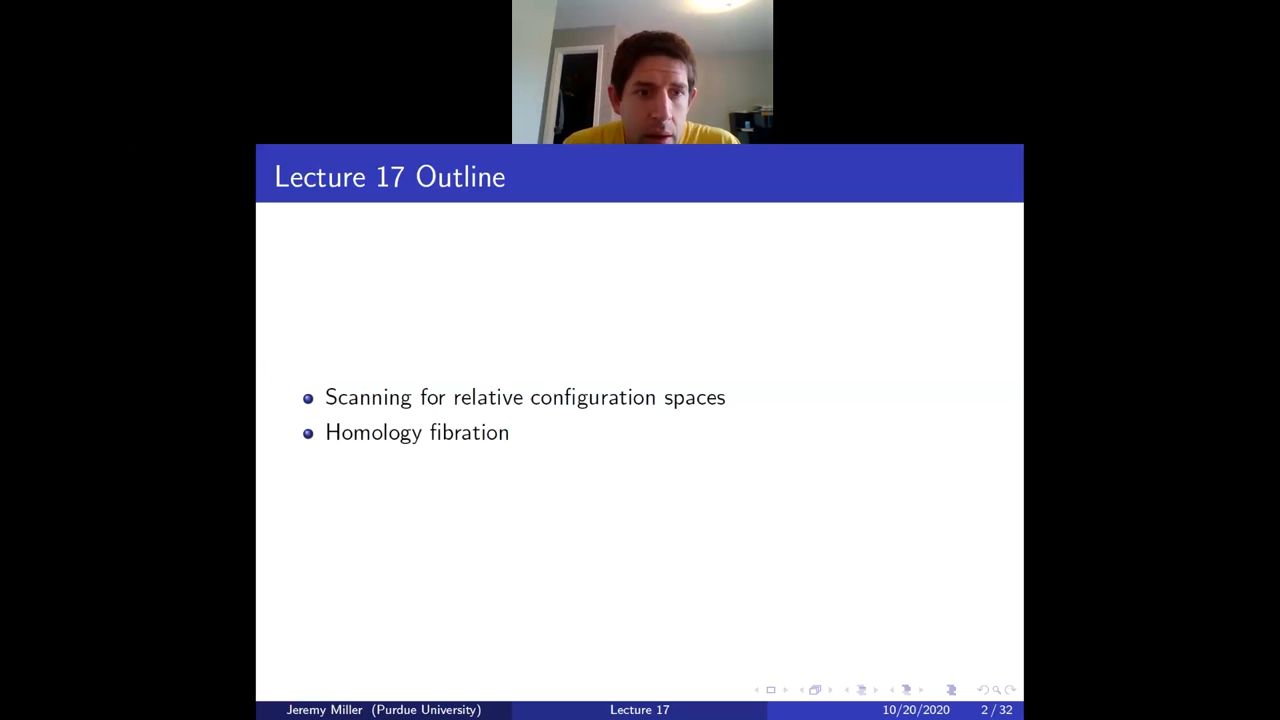 Lecture 17 Outline
Scanning for relative configuration spaces
Homology fibration
Jeremy Miller (Purdue University)
Lecture 17
10/20/2020
2 / 32